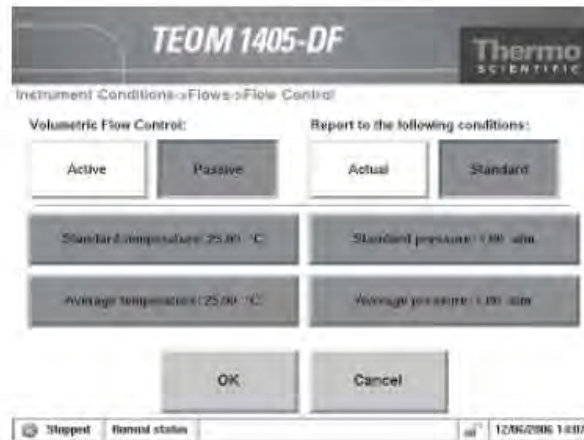 TEOM 1405-DF
Thermo
SCIENTIFIC
Instrument Conditions->Flows->Flow Control
Volumetric Flow Control: Report to the following conditions:
Active Passive Actual Standard
Standard temperature: 25.00 °C Standard pressure: 1.00 atm
Average temperature: 25.00 °C Average pressure: 1.00 atm
OK Cancel
Stopped Normal status 12/06/2006